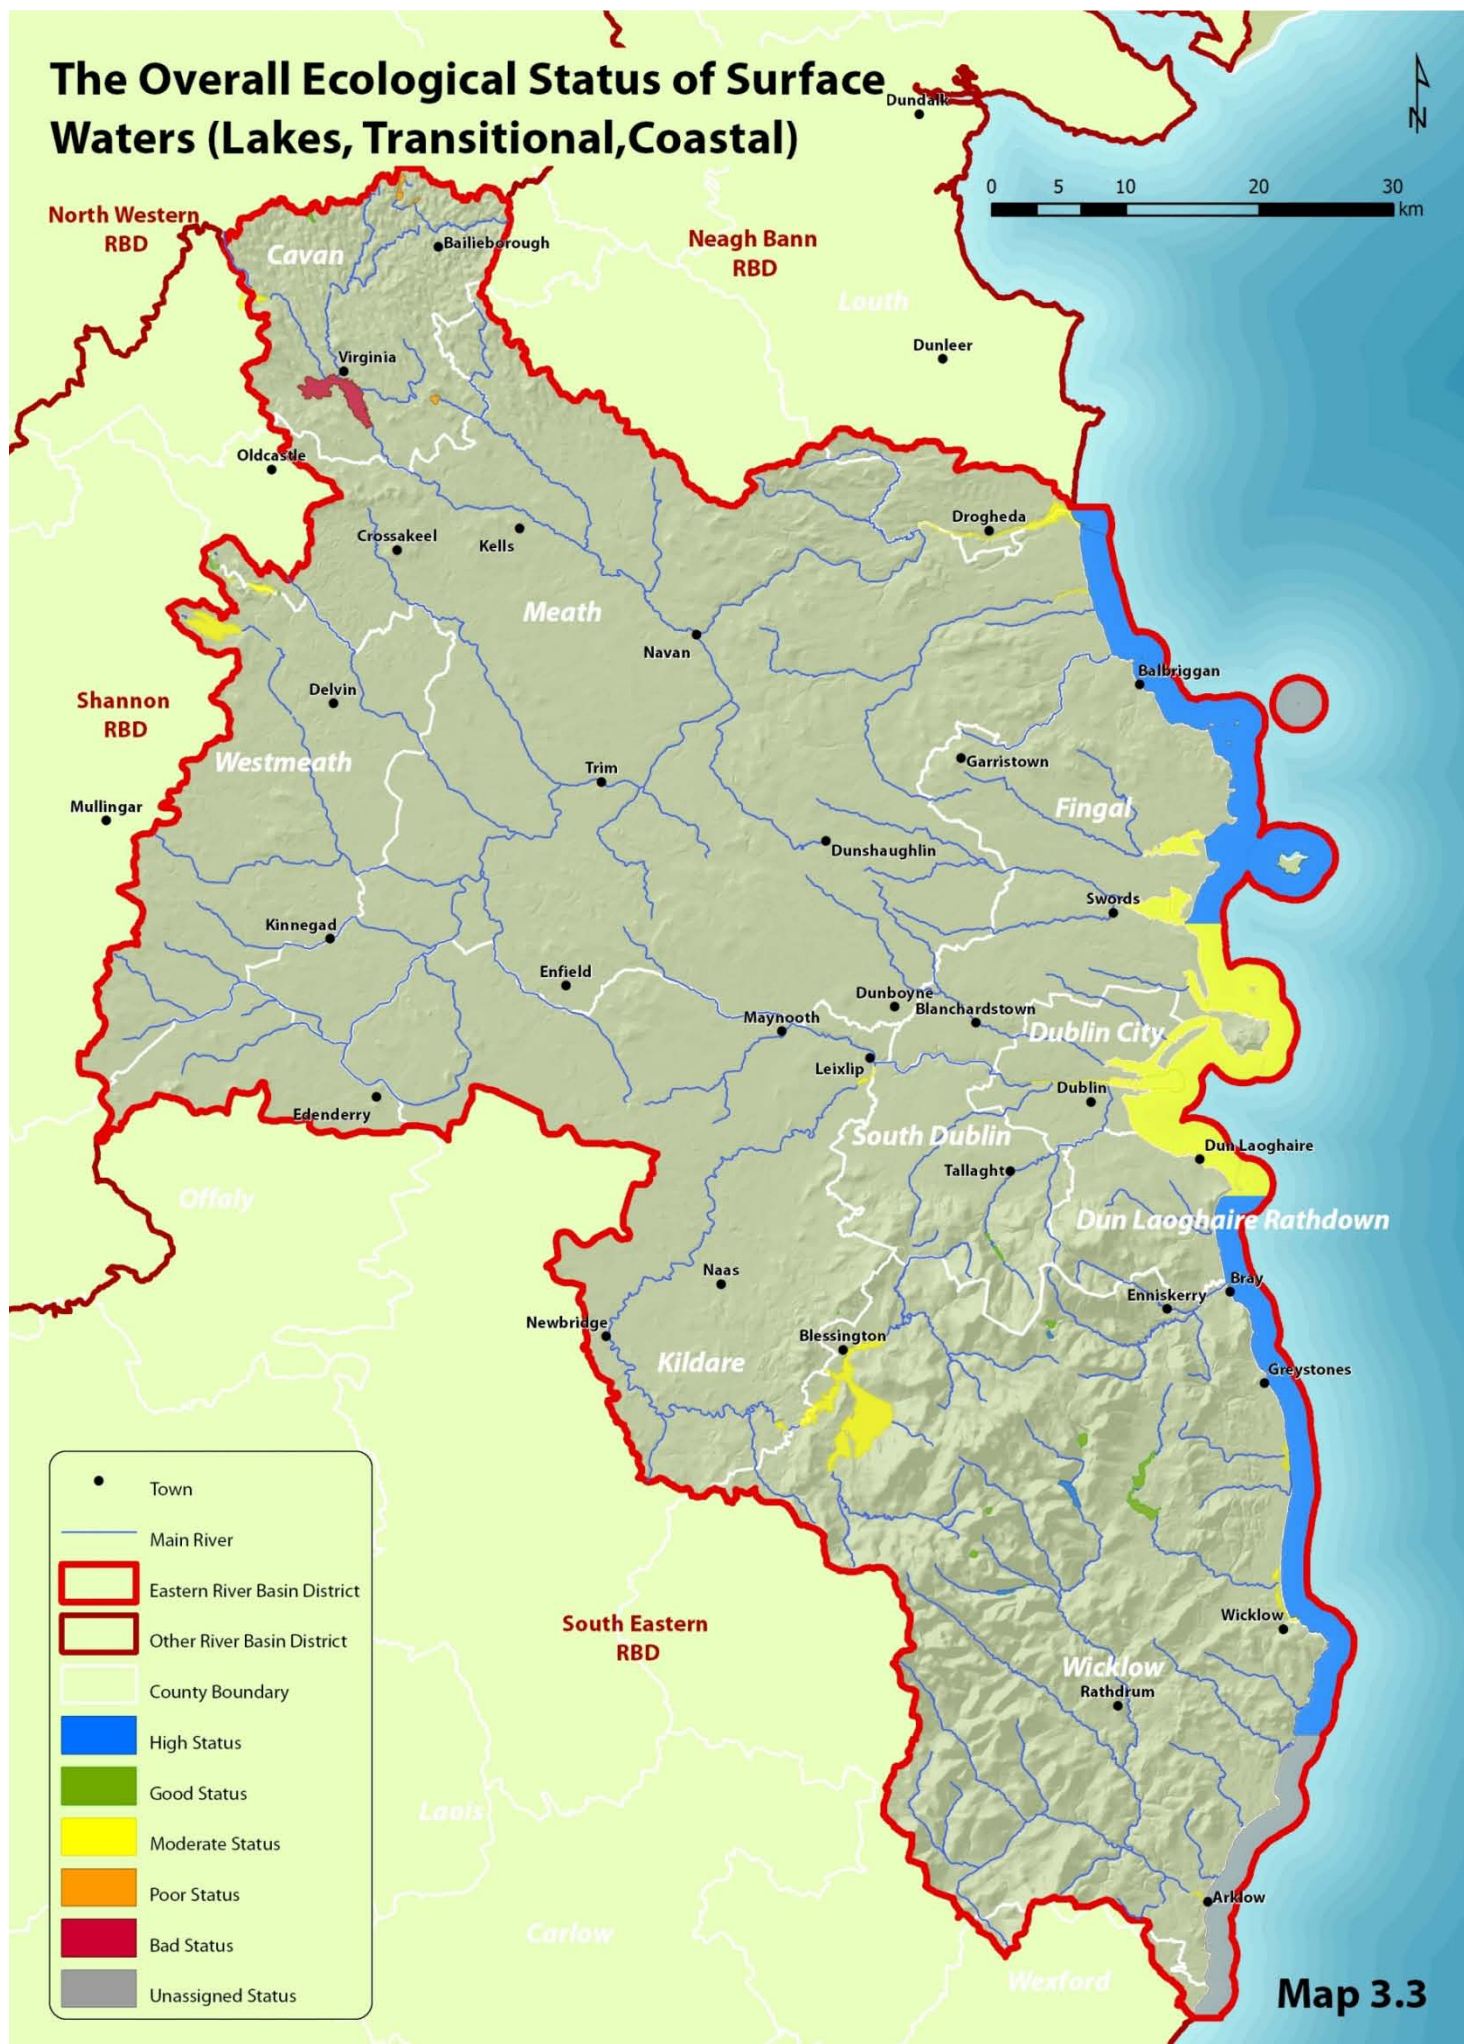 The Overall Ecological Status of Surface
Waters (Lakes, Transitional,Coastal)
Dundalk
N
0 5 10 20 30
km
North Western
RBD
Neagh Bann
RBD
Cavan
Bailieborough
Louth
Dunleer
Virginia
Oldcastle
Crossakeel
Kells
Drogheda
Meath
Navan
Balbriggan
Shannon
RBD
Delvin
Westmeath
Trim
Garristown
Mullingar
Fingal
Dunshaughlin
Swords
Kinnegad
Enfield
Dunboyne
Blanchardstown
Maynooth
Dublin City
Leixlip
Dublin
Edenderry
South Dublin
Dun Laoghaire
Tallaght
Offaly
Dun Laoghaire Rathdown
Naas
Bray
Enniskerry
Newbridge
Blessington
Kildare
Greystones
Town
Main River
Eastern River Basin District
Other River Basin District
County Boundary
High Status
Good Status
Moderate Status
Poor Status
Bad Status
Unassigned Status
South Eastern
RBD
Wicklow
Wicklow
Rathdrum
Laois
Arklow
Carlow
Wexford
Map 3.3